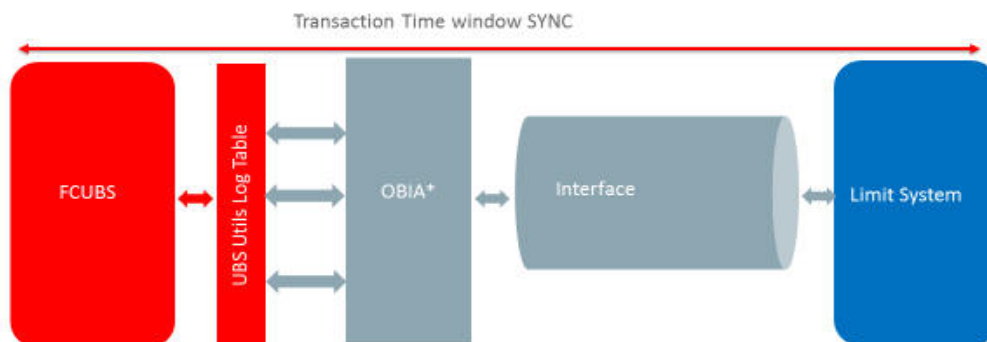 Transaction Time window SYNC
FCUBS
UBS Utils Log Table
OBIA+
Interface
Limit System